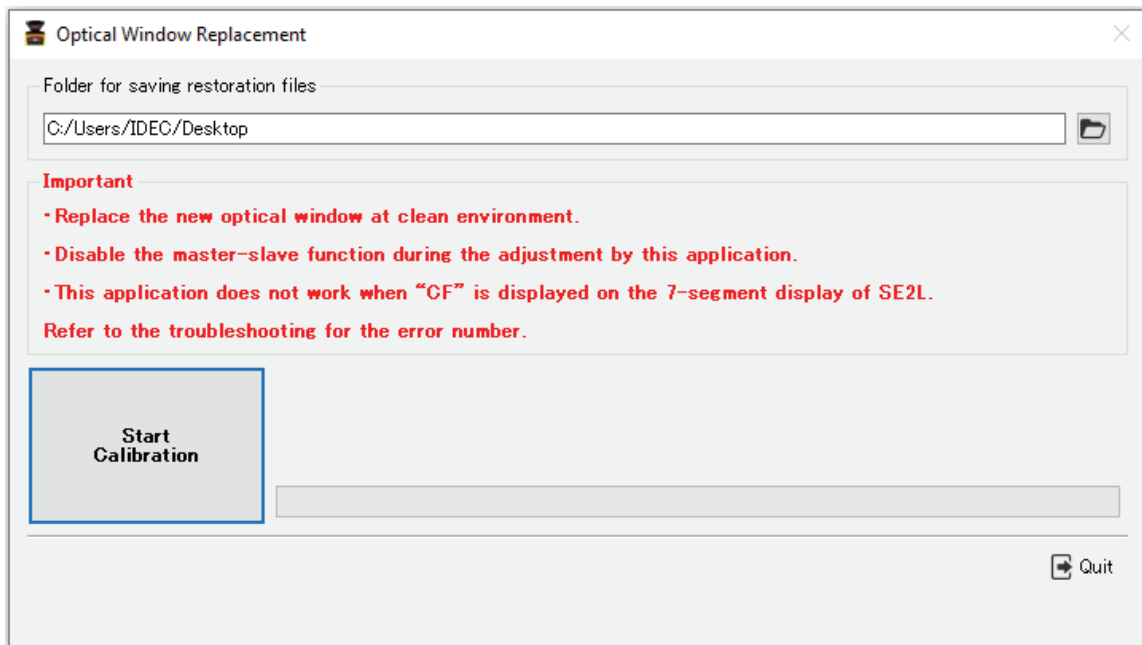 Optical Window Replacement
Folder for saving restoration files
C:/Users/IDEC/Desktop
Important
・Replace the new optical window at clean environment.
・Disable the master-slave function during the adjustment by this application.
・This application does not work when “CF” is displayed on the 7-segment display of SE2L.
Refer to the troubleshooting for the error number.
Start
Calibration
Quit